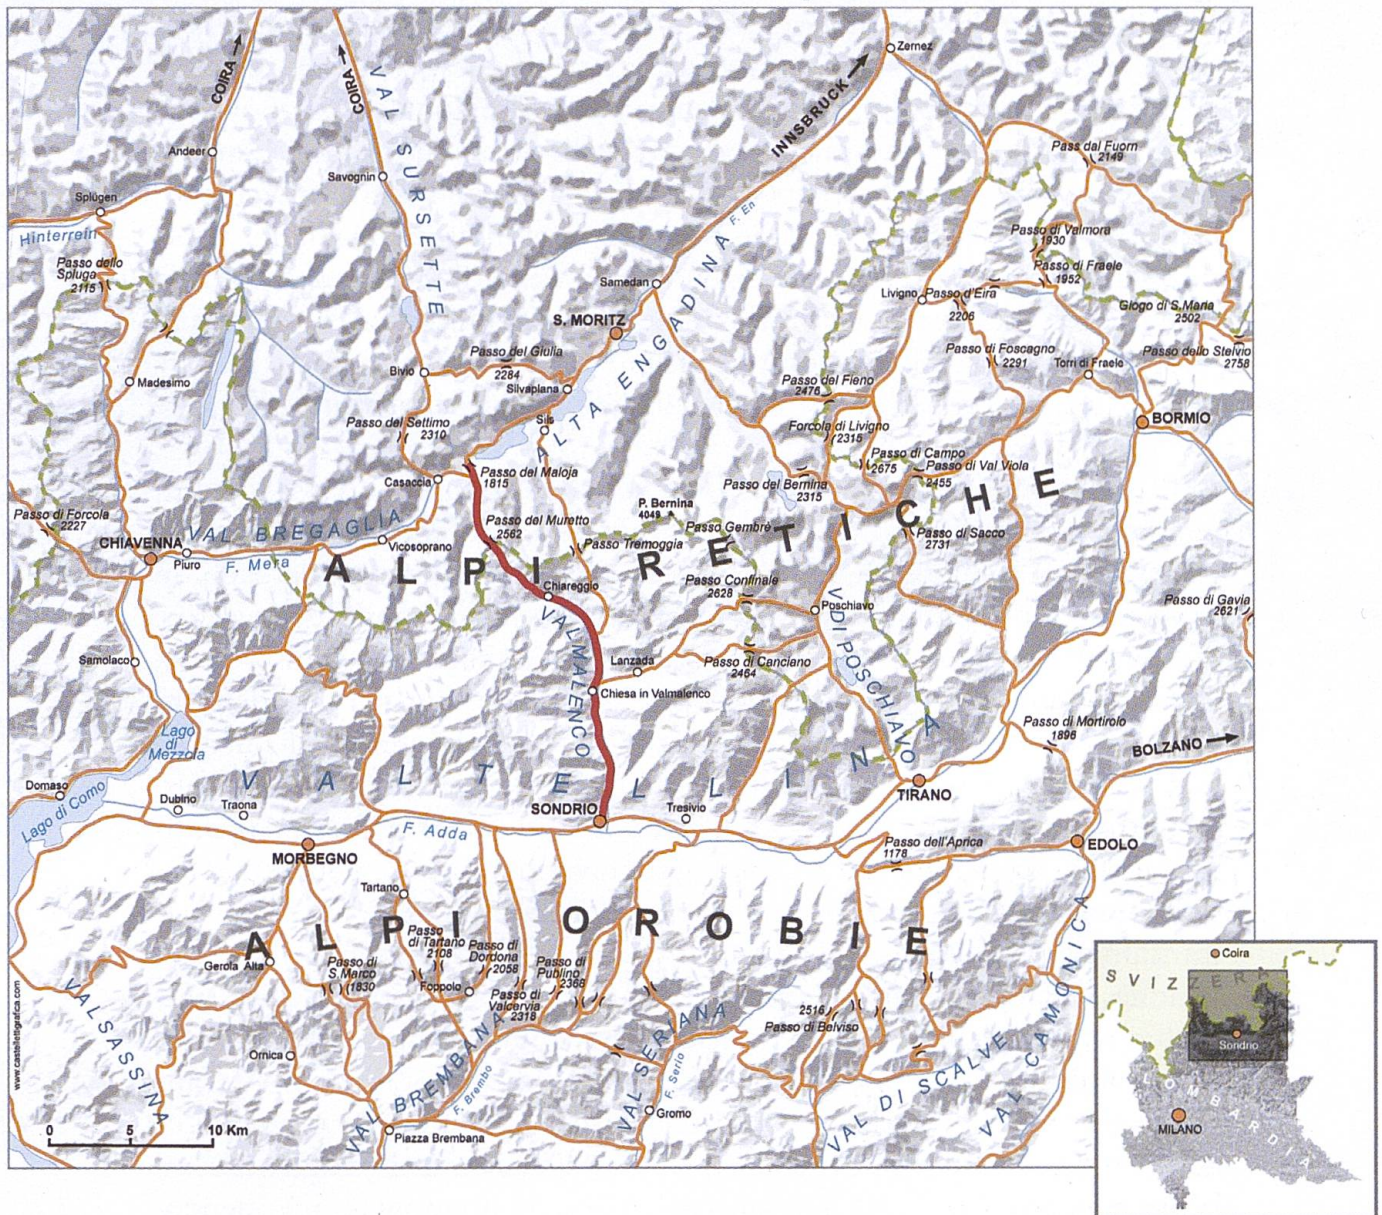 Zernez
COIRA
COIRA
VAL SURSETTE
INNSBRUCK
Andeer
Pass dal Fuorn
2149
Savognin
Splügen
F. En
Hinterrein
Passo di Valmora
1930
Passo dello
Spluga
2115
Passo di Fraele
1952
Samedan
Livigno
Passo d'Eira
2206
Giogo di S.Maria
2502
S. MORITZ
ALTA ENGADINA
Passo del Giulia
2284
Passo di Foscagno
2291
Passo dello Stelvio
2758
Torri di Fraele
Bivio
Madesimo
Silvaplana
Passo del Fieno
2476
Passo del Settimo
2310
Sils
BORMIO
Forcola di Livigno
2315
Passo di Campo
2675
Passo di Val Viola
2455
Passo del Maloja
1815
Casaccia
Passo del Bernina
2315
P. Bernina
4049
Passo di Forcola
2227
VAL BREGAGLIA
Passo del Muretto
2562
Passo Gembrè
Passo di Sacco
2731
CHIAVENNA
Piuro
F. Mera
Vicosoprano
Passo Tremoggia
ALPI RETICHE
Chiareggio
Passo Confinale
2628
Poschiavo
Passo di Gavia
2621
VALMALENCO
V.DI POSCHIAVO
Samolaco
Lanzada
Passo di Canciano
2464
Chiesa in Valmalenco
Lago
di
Mezzola
Passo di Mortirolo
1896
BOLZANO
VALTELLINA
Domaso
Lago di Como
Dubino
Traona
SONDRIO
Tresivio
TIRANO
F. Adda
MORBEGNO
Passo dell'Aprica
1178
EDOLO
Tartano
ALPI OROBIE
Passo
di Tartano
2108
Passo di
Dordona
2058
Gerola Alta
Passo di
S.Marco
1830
Passo di
Publino
2368
Foppolo
Passo di
Valcervia
2318
2516
Passo di Belviso
VALSASSINA
Ornica
VAL BREMBANA
F. Brembo
VAL SERIANA
F. Serio
VAL DI SCALVE
VAL CAMONICA
Gromo
Piazza Brembana
www.castellettigrafica.com
0 5 10 Km
Coira
SVIZZERA
Sondrio
LOMBARDIA
MILANO